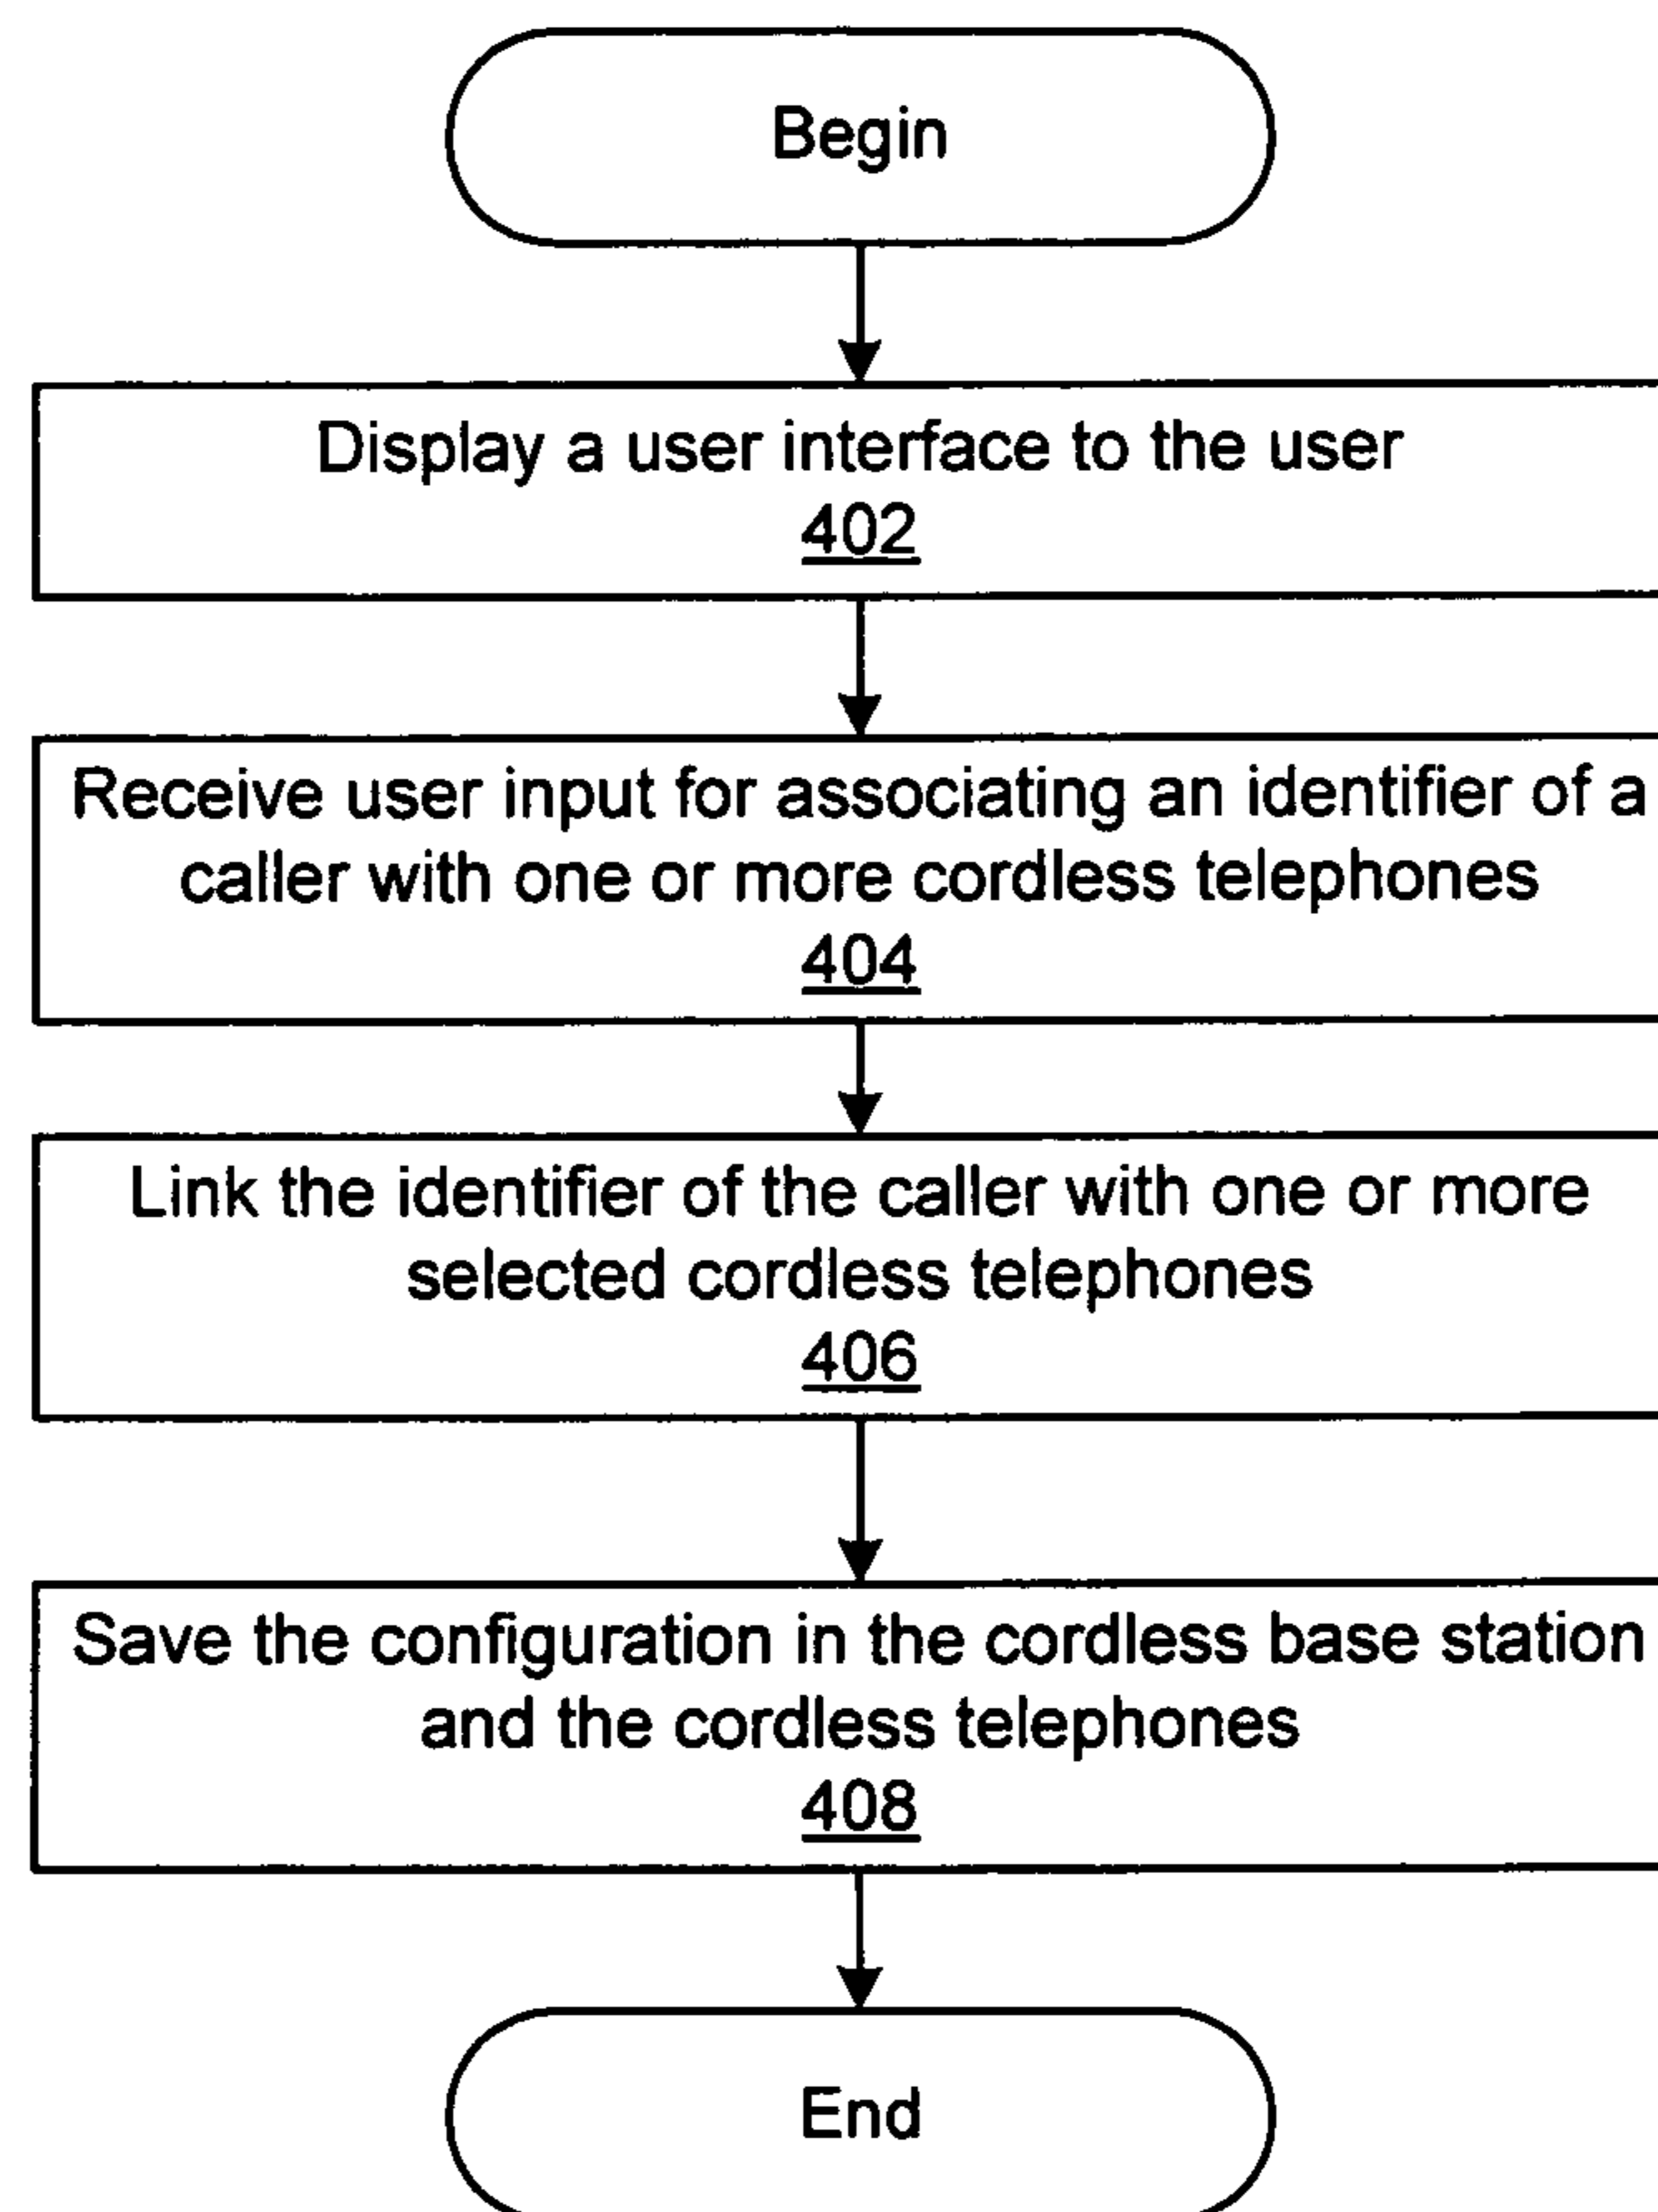 Begin
Display a user interface to the user
402
Receive user input for associating an identifier of a
caller with one or more cordless telephones
404
Link the identifier of the caller with one or more
selected cordless telephones
406
Save the configuration in the cordless base station
and the cordless telephones
408
End